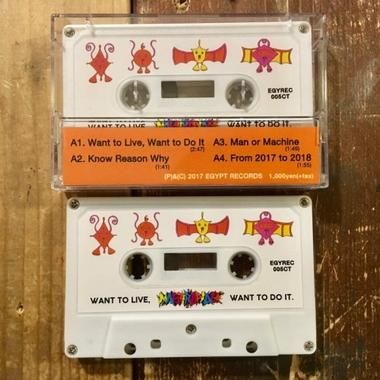 EGYREC
005CT
WANT TO LIVE, WANT TO DO IT.
A1. Want to Live, Want to Do It (2:47)
A2. Know Reason Why (1:41)
A3. Man or Machine (1:49)
A4. From 2017 to 2018 (1:55)
(P)&(C) 2017 EGYPT RECORDS 1,000yen(+tax)
EGYREC
005CT
WANT TO LIVE, WANT TO DO IT.